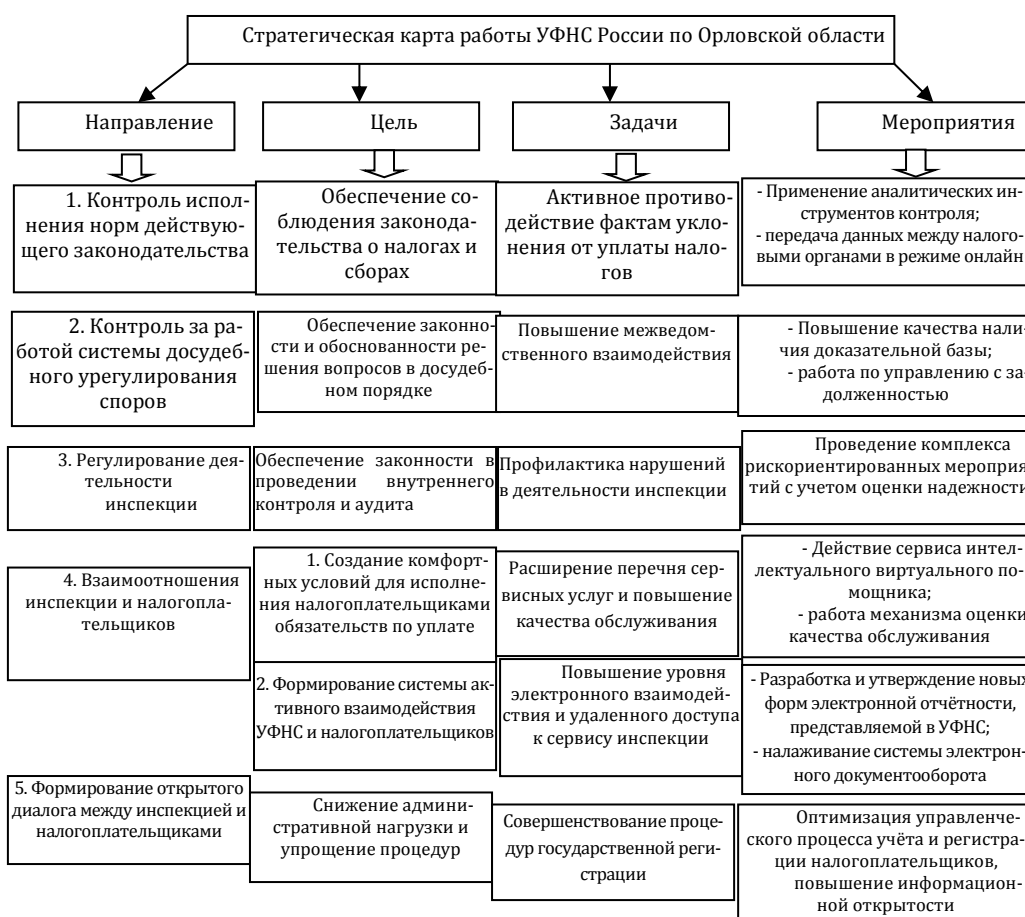 Стратегическая карта работы УФНС России по Орловской области
Направление
Цель
Задачи
Мероприятия
1. Контроль испол-
нения норм действую-
щего законодательства
Обеспечение со-
блюдения законода-
тельства о налогах и
сборах
Активное противо-
действие фактам укло-
нения от уплаты нало-
гов
- Применение аналитических ин-
струментов контроля;
- передача данных между налого-
выми органами в режиме онлайн
2. Контроль за ра-
ботой системы досудеб-
ного урегулирования
споров
Обеспечение законно-
сти и обоснованности ре-
шения вопросов в досудеб-
ном порядке
Повышение межведом-
ственного взаимодействия
- Повышение качества нали-
чия доказательной базы;
- работа по управлению с за-
долженностью
3. Регулирование дея-
тельности
инспекции
Обеспечение законности в
проведении внутреннего
контроля и аудита
Профилактика нарушений
в деятельности инспекции
Проведение комплекса
рискориентированных мероприя-
тий с учетом оценки надежности
4. Взаимоотношения
инспекции и налогопла-
тельщиков
1. Создание комфорт-
ных условий для исполне-
ния налогоплательщиками
обязательств по уплате
Расширение перечня сер-
висных услуг и повышение
качества обслуживания
- Действие сервиса интел-
лектуального виртуального по-
мощника;
- работа механизма оценки
качества обслуживания
2. Формирование системы ак-
тивного взаимодействия
УФНС и налогоплательщиков
Повышение уровня
электронного взаимодей-
ствия и удаленного доступа
к сервису инспекции
- Разработка и утверждение новых
форм электронной отчётности,
представляемой в УФНС;
- налаживание системы электрон-
ного документооборота
5. Формирование открытого
диалога между инспекцией и
налогоплательщиками
Снижение админи-
стративной нагрузки и
упрощение процедур
Совершенствование проце-
дур государственной реги-
страции
Оптимизация управленче-
ского процесса учёта и регистра-
ции налогоплательщиков,
повышение информацион-
ной открытости